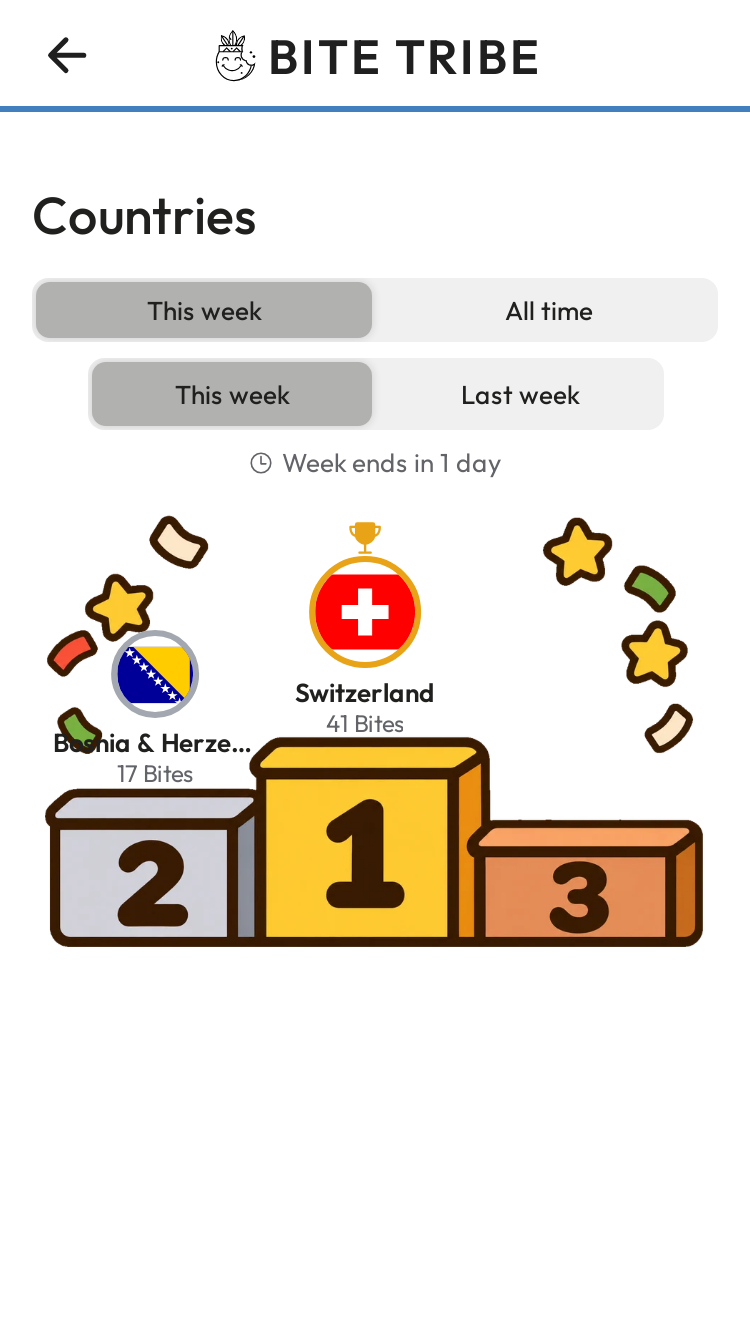 BITE TRIBE
Countries
This week
All time
This week
Last week
Week ends in 1 day
Switzerland
41 Bites
Bosnia & Herze...
17 Bites
2
1
3